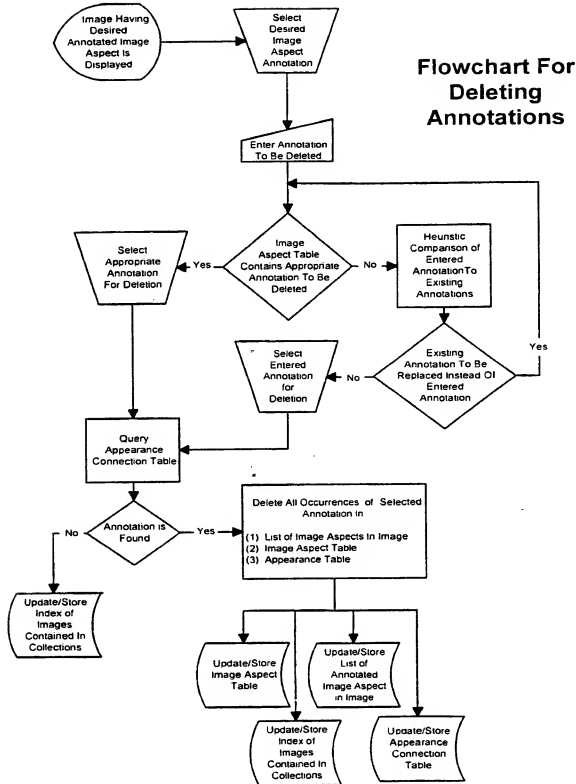 Image Having
Desired
Annotated Image
Aspect Is
Displayed
Select
Desired
Image
Aspect
Annotation
Flowchart For
Deleting
Annotations
Enter Annotation
To Be Deleted
Image
Aspect Table
Contains Appropriate
Annotation To Be
Deleted
Yes
No
Select
Appropriate
Annotation
For Deletion
Heuristic
Comparison of
Entered
AnnotationTo
Existing
Annotations
Existing
Annotation To Be
Replaced Instead Of
Entered
Annotation
Yes
No
Select
Entered
Annotation
for
Deletion
Query
Appearance
Connection Table
Annotation is
Found
No
Yes
Delete All Occurrences of Selected
Annotation In
(1) List of Image Aspects In Image
(2) Image Aspect Table
(3) Appearance Table
Update/Store
Index of
Images
Contained In
Collections
Update/Store
Image Aspect
Table
Update/Store
List of
Annotated
Image Aspect
in Image
Update/Store
Index of
Images
Contained In
Collections
Update/Store
Appearance
Connection
Table